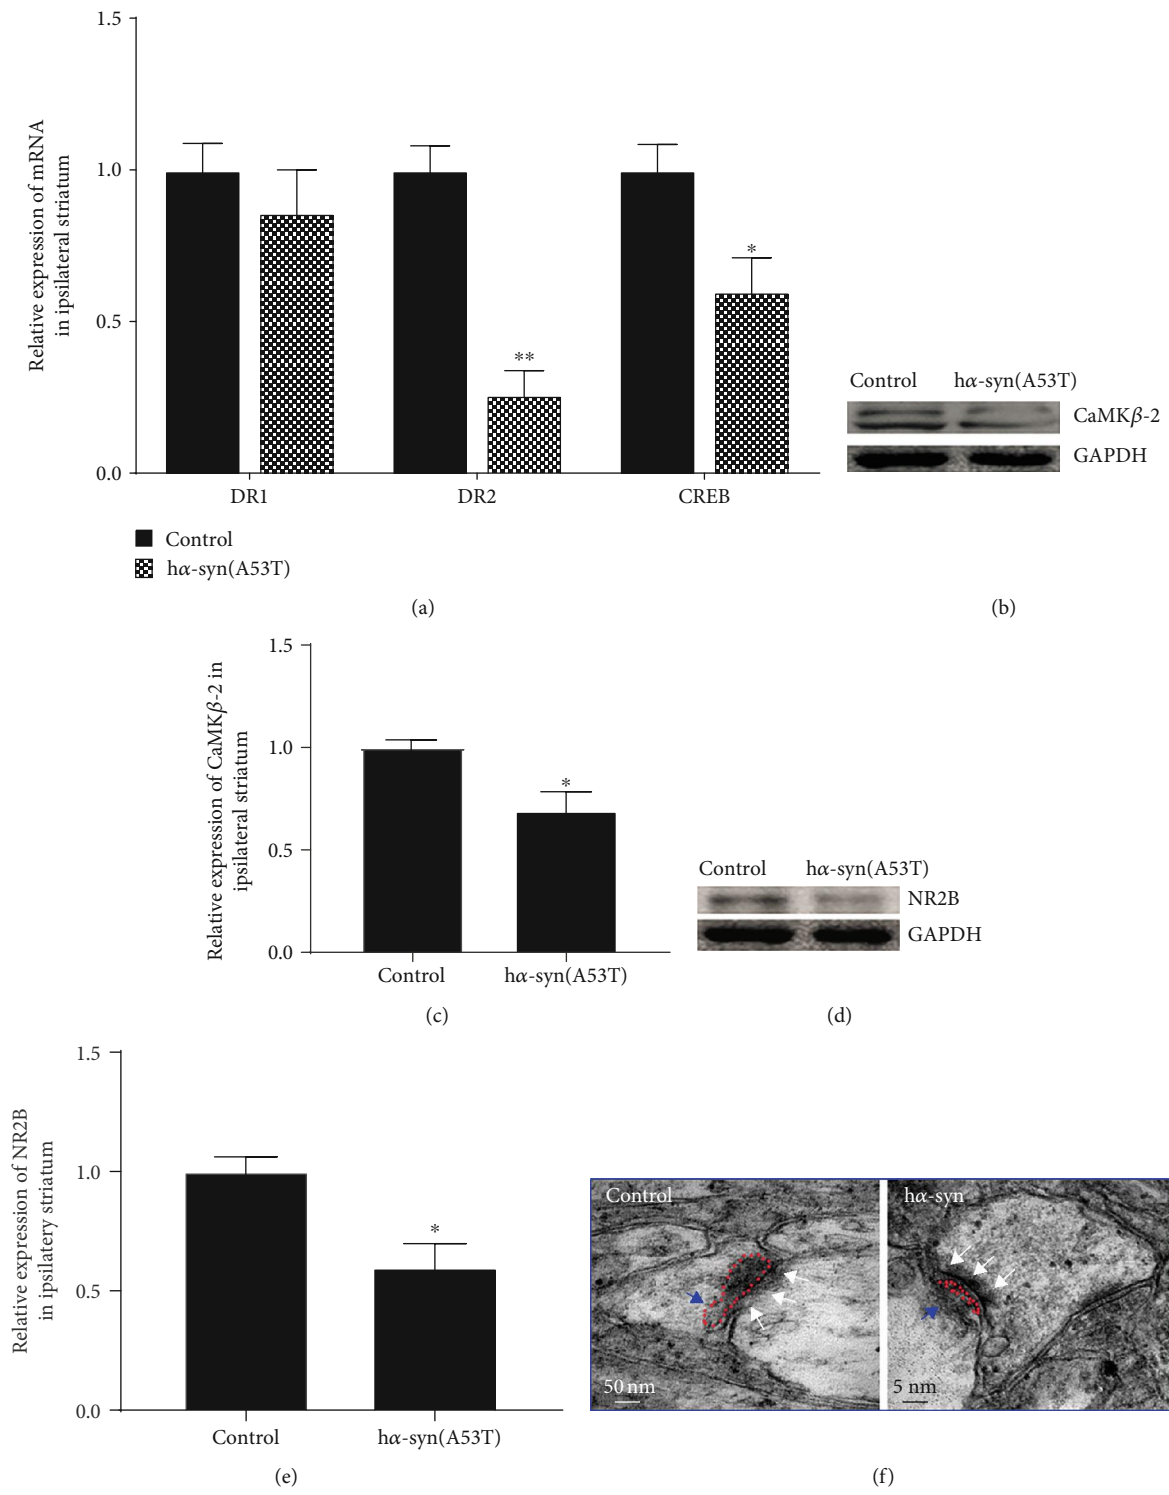 1.5
1.0
0.5
0.0
Relative expression of mRNA
in ipsilateral striatum
**
*
DR1
DR2
CREB
Control
hα-syn(A53T)
(a)
Control hα-syn(A53T)
CaMKβ-2
GAPDH
(b)
1.5
1.0
0.5
0.0
Relative expression of CaMKβ-2 in
ipsilateral striatum
*
Control
hα-syn(A53T)
(c)
Control hα-syn(A53T)
NR2B
GAPDH
(d)
1.5
1.0
0.5
0.0
Relative expression of NR2B
in ipsilatery striatum
*
Control
hα-syn(A53T)
(e)
Control
50 nm
hα-syn
5 nm
(f)